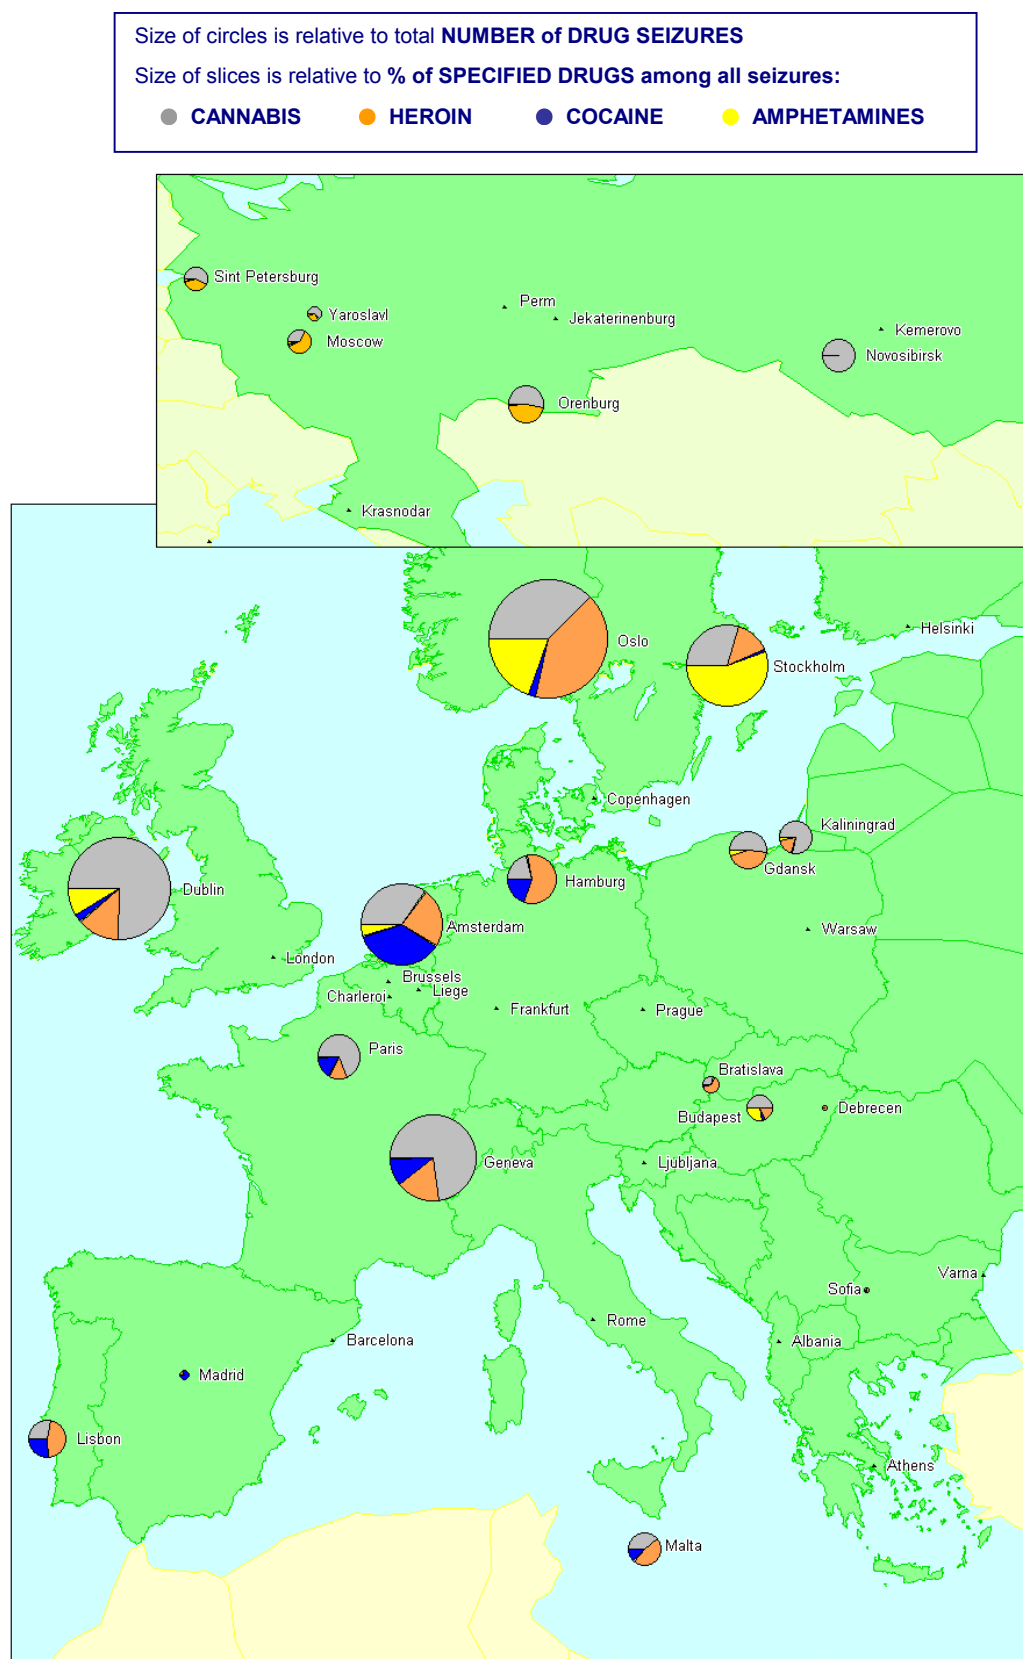 Size of circles is relative to total NUMBER of DRUG SEIZURES
Size of slices is relative to % of SPECIFIED DRUGS among all seizures:
CANNABIS HEROIN COCAINE AMPHETAMINES
Sint Petersburg
Perm
Yaroslavl
Jekaterinenburg
Kemerovo
Moscow
Novosibirsk
Orenburg
Krasnodar
Helsinki
Oslo
Stockholm
Copenhagen
Kaliningrad
Gdansk
Hamburg
Dublin
Amsterdam
Warsaw
London
Brussels
Liege
Charleroi
Frankfurt
Prague
Paris
Bratislava
Debrecen
Budapest
Geneva
Ljubljana
Varna
Sofia
Rome
Barcelona
Albania
Madrid
Lisbon
Athens
Malta